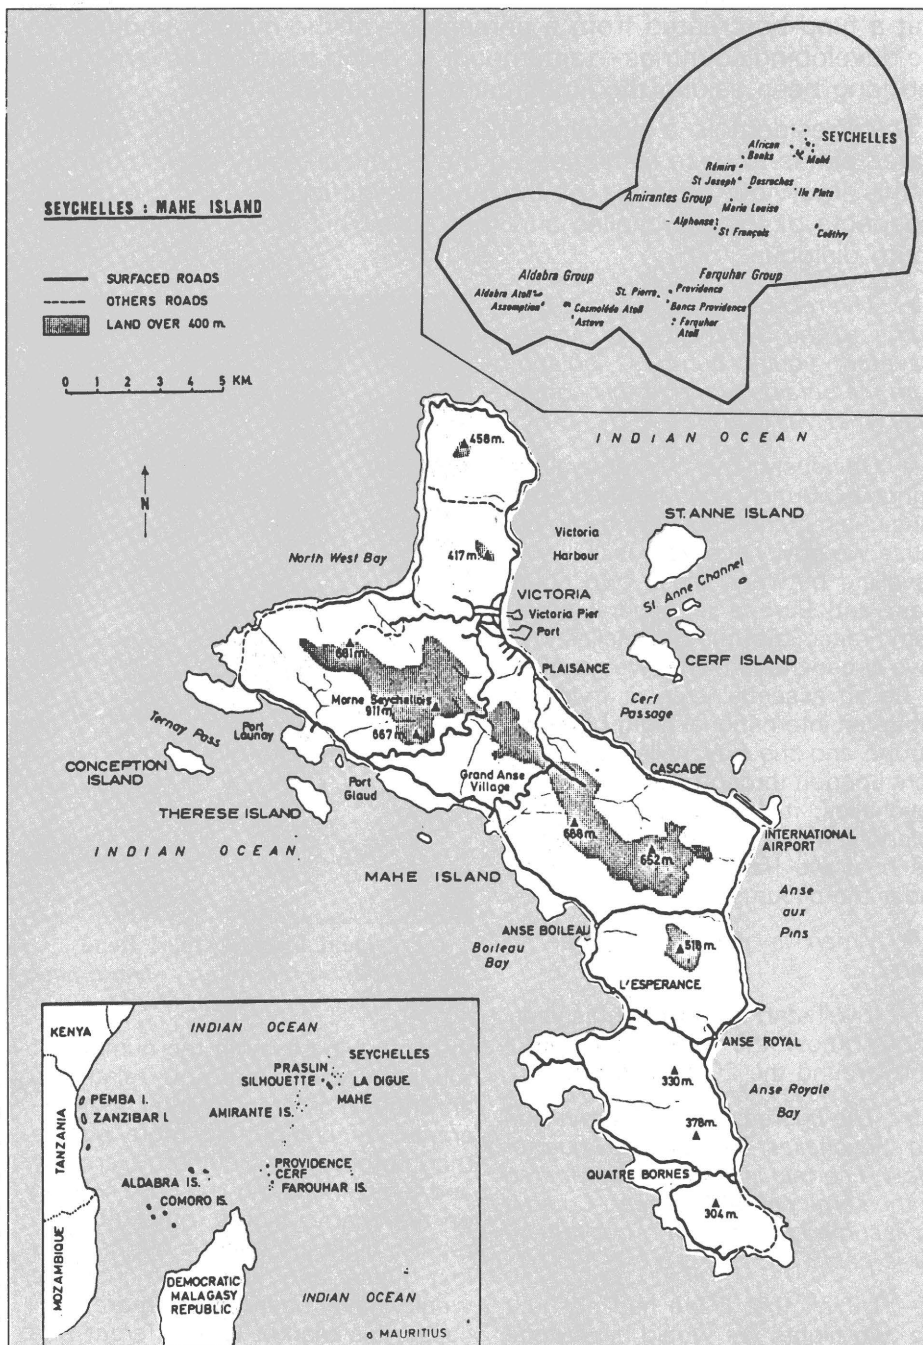 SEYCHELLES : MAHE ISLAND
SURFACED ROADS
OTHERS ROADS
LAND OVER 400 m.
0 1 2 3 4 5 KM.
N
SEYCHELLES
African
Banks
Mahé
Rémire
St Joseph
Desroches
Ile Plate
Amirantes Group
Marie Louise
Alphonse
St François
Coëtivy
Aldabra Group
Farquhar Group
Aldabra Atoll
Assomption
Cosmolédo Atoll
Astove
St. Pierre
Providence
Bancs Providence
Farquhar
Atoll
INDIAN OCEAN
458m.
ST. ANNE ISLAND
North West Bay
417m.
Victoria
Harbour
St Anne Channel
VICTORIA
Victoria Pier
Port
CERF ISLAND
PLAISANCE
681m.
Cerf
Passage
Morne Seychellois
911m.
667m.
Ternay Pass
Port
Launay
CONCEPTION
ISLAND
Port
Glaud
Grand Anse
Village
CASCADE
THERESE ISLAND
INTERNATIONAL
AIRPORT
668m.
652m.
INDIAN OCEAN
MAHE ISLAND
Anse
aux
Pins
ANSE BOILEAU
Boileau
Bay
518m.
L'ESPERANCE
ANSE ROYAL
330m.
Anse Royale
Bay
378m.
QUATRE BORNES
304m.
KENYA
INDIAN OCEAN
SEYCHELLES
PRASLIN
SILHOUETTE
LA DIGUE
MAHE
PEMBA I.
ZANZIBAR I.
AMIRANTE IS.
TANZANIA
PROVIDENCE
CERF
FAROUHAR IS.
ALDABRA IS.
COMORO IS.
MOZAMBIQUE
DEMOCRATIC
MALAGASY
REPUBLIC
INDIAN OCEAN
MAURITIUS